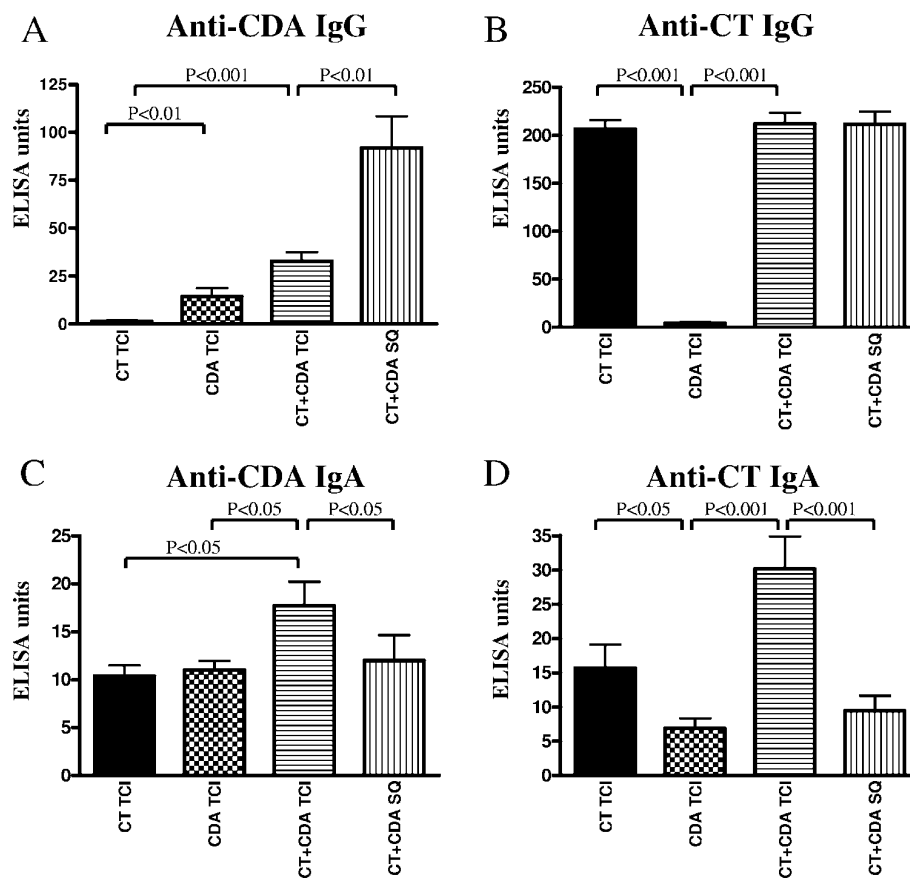 A
Anti-CDA IgG
P<0.001
P<0.01
P<0.01
ELISA units
125
100
75
50
25
0
CT TCI
CDA TCI
CT+CDA TCI
CT+CDA SQ
B
Anti-CT IgG
P<0.001
P<0.001
ELISA units
250
200
150
100
50
0
CT TCI
CDA TCI
CT+CDA TCI
CT+CDA SQ
C
Anti-CDA IgA
P<0.05
P<0.05
P<0.05
ELISA units
25
20
15
10
5
0
CT TCI
CDA TCI
CT+CDA TCI
CT+CDA SQ
D
Anti-CT IgA
P<0.05
P<0.001
P<0.001
ELISA units
35
30
25
20
15
10
5
0
CT TCI
CDA TCI
CT+CDA TCI
CT+CDA SQ